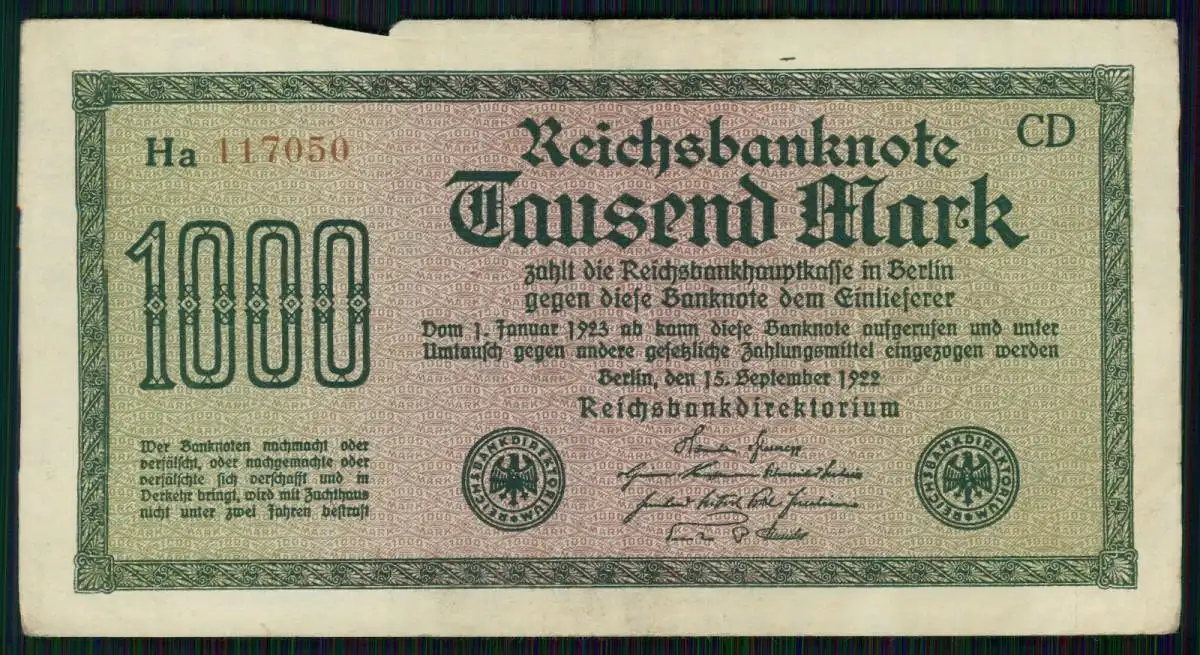 Ha 117050
CD
Reichsbanknote
Tausend Mark
1000
zahlt die Reichsbankhauptkasse in Berlin
gegen diese Banknote dem Einlieferer
Vom 1. Januar 1923 ab kann diese Banknote aufgerufen und unter
Umtausch gegen andere gesetzliche Zahlungsmittel eingezogen werden
Berlin, den 15. September 1922
Reichsbankdirektorium
Wer Banknoten nachmacht oder
verfälscht, oder nachgemachte oder
verfälschte sich verschafft und in
Verkehr bringt, wird mit Zuchthaus
nicht unter zwei Jahren bestraft
REICHSBANKDIREKTORIUM
REICHSBANKDIREKTORIUM